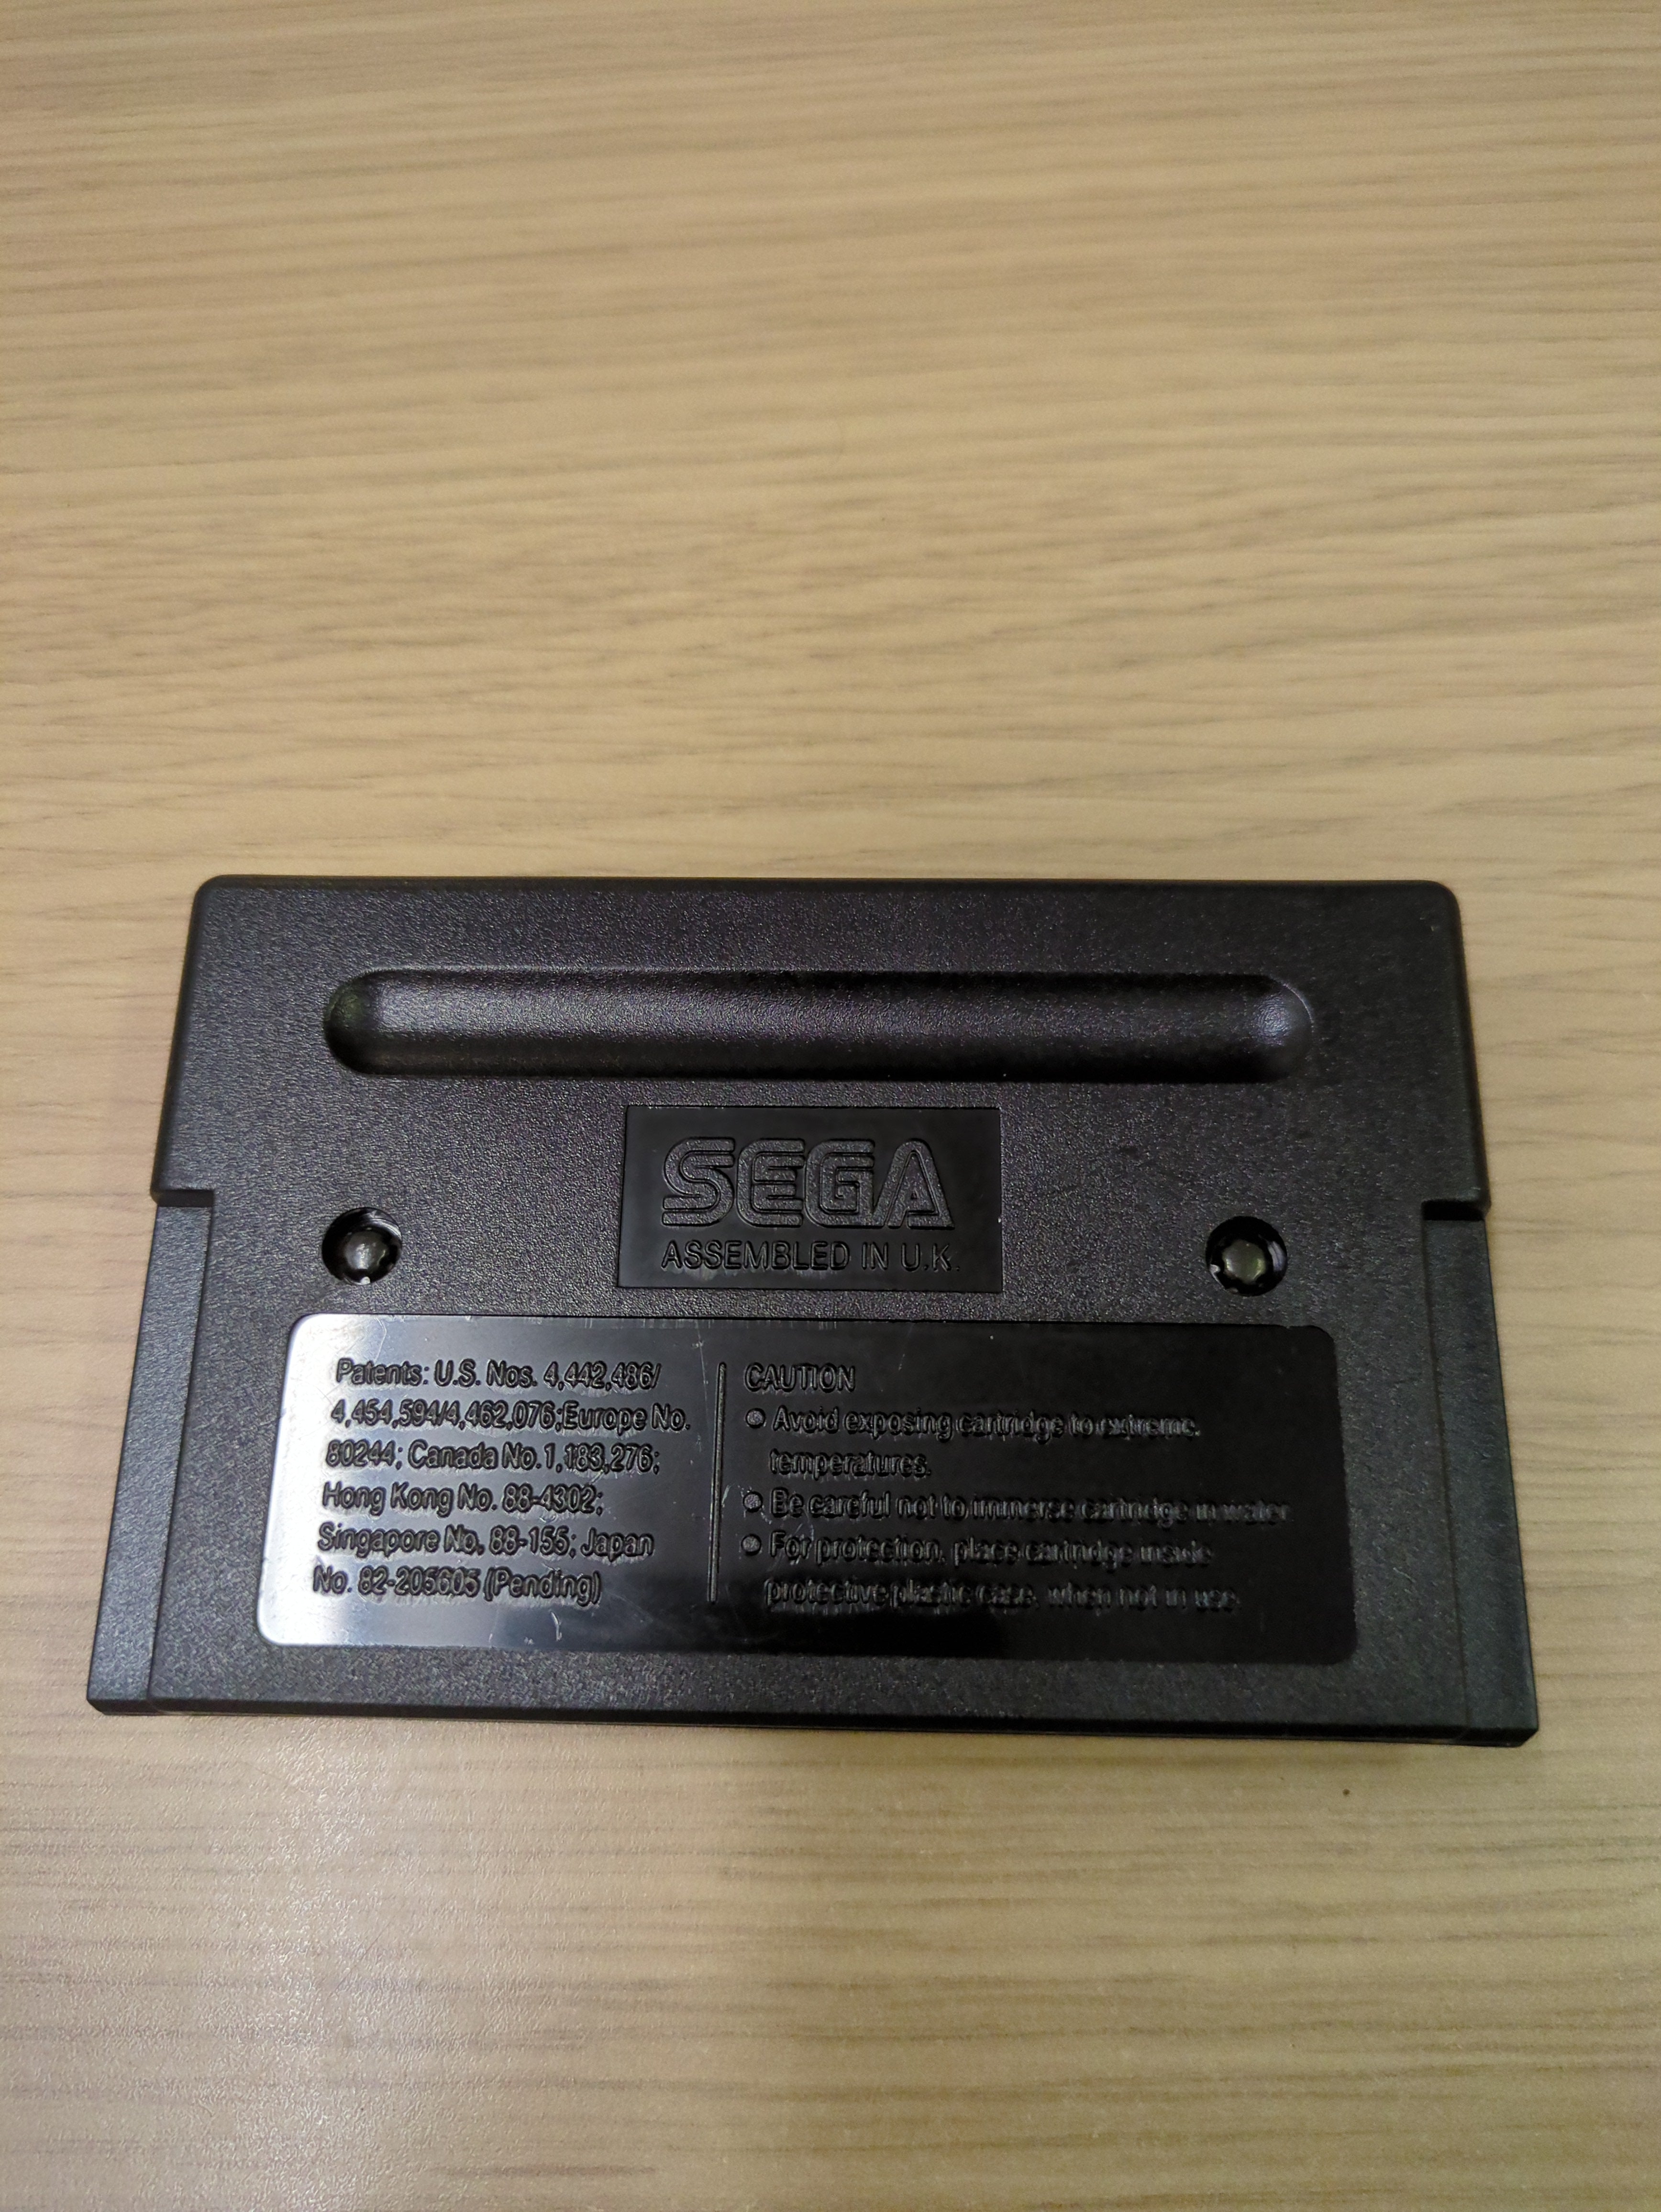 SEGA
ASSEMBLED IN U.K.
Patents: U.S. Nos. 4,442,486/
4,454,594/4,462,076;Europe No.
80244; Canada No.1,183,276;
Hong Kong No. 88-4302;
Singapore No. 88-155; Japan
No. 82-205605 (Pending)
CAUTION
● Avoid exposing cartridge to extreme
temperatures.
● Be careful not to immerse cartridge in water
● For protection, place cartridge inside
protective plastic case, when not in use